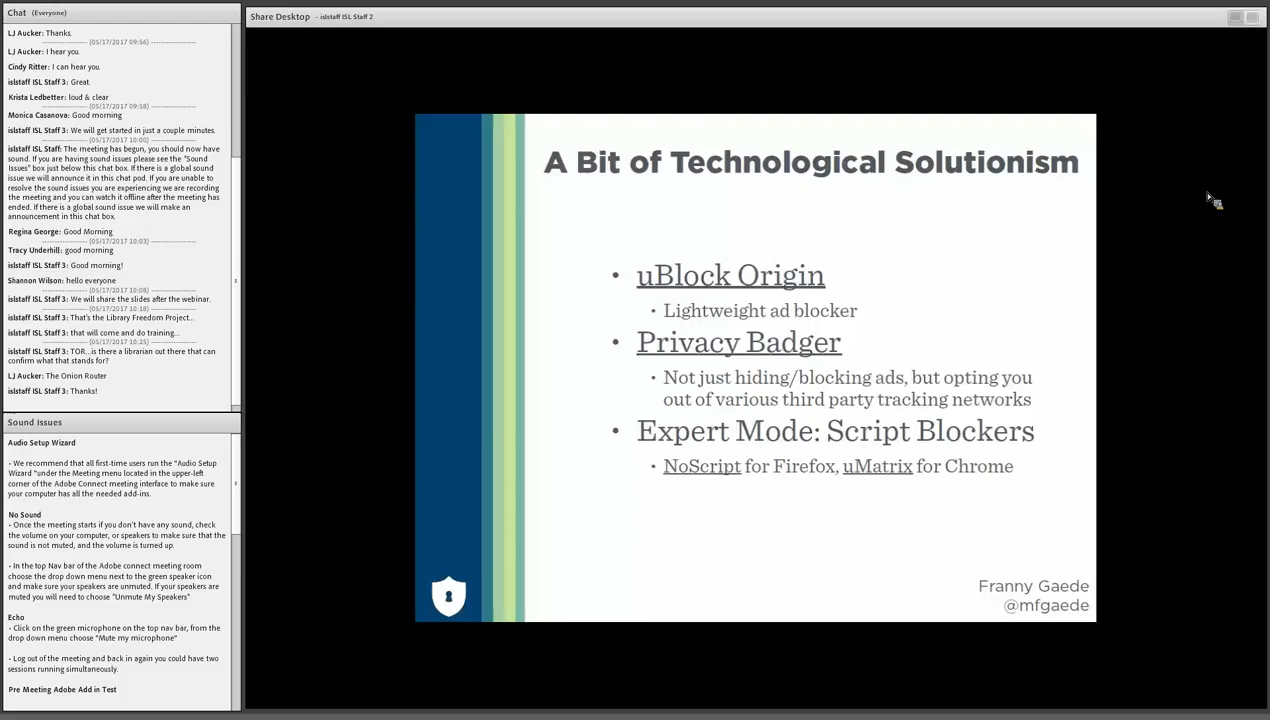 Chat (Everyone)
LJ Aucker: Thanks.
------------------ (05/17/2017 09:56) ------------------
LJ Aucker: I hear you.
Cindy Ritter: I can hear you.
islstaff ISL Staff 3: Great.
Krista Ledbetter: loud & clear
------------------ (05/17/2017 09:58) ------------------
Monica Casanova: Good morning
islstaff ISL Staff 3: We will get started in just a couple minutes.
------------------ (05/17/2017 10:00) ------------------
islstaff ISL Staff: The meeting has begun, you should now have
sound. If you are having sound issues please see the "Sound
Issues" box just below this chat box. If there is a global sound
issue we will announce it in this chat pod. If you are unable to
resolve the sound issues you are experiencing we are recording
the meeting and you can watch it offline after the meeting has
ended. If there is a global sound issue we will make an
announcement in this chat box.
Regina George: Good Morning
------------------ (05/17/2017 10:03) ------------------
Tracy Underhill: good morning
islstaff ISL Staff 3: Good morning!
Shannon Wilson: hello everyone
------------------ (05/17/2017 10:08) ------------------
islstaff ISL Staff 3: We will share the slides after the webinar.
------------------ (05/17/2017 10:18) ------------------
islstaff ISL Staff 3: That's the Library Freedom Project...
islstaff ISL Staff 3: that will come and do training...
------------------ (05/17/2017 10:25) ------------------
islstaff ISL Staff 3: TOR...is there a librarian out there that can
confirm what that stands for?
LJ Aucker: The Onion Router
islstaff ISL Staff 3: Thanks!
Sound Issues
Audio Setup Wizard
• We recommend that all first-time users run the "Audio Setup
Wizard "under the Meeting menu located in the upper-left
corner of the Adobe Connect meeting interface to make sure
your computer has all the needed add-ins.
No Sound
• Once the meeting starts if you don't have any sound, check
the volume on your computer, or speakers to make sure that the
sound is not muted, and the volume is turned up.
• In the top Nav bar of the Adobe connect meeting room
choose the drop down menu next to the green speaker icon
and make sure your speakers are unmuted. If your speakers are
muted you will need to choose "Unmute My Speakers"
Echo
• Click on the green microphone on the top nav bar, from the
drop down menu choose "Mute my microphone"
• Log out of the meeting and back in again you could have two
sessions running simultaneously.
Pre Meeting Adobe Add in Test
Share Desktop - islstaff ISL Staff 2
A Bit of Technological Solutionism
• uBlock Origin
• Lightweight ad blocker
• Privacy Badger
• Not just hiding/blocking ads, but opting you
out of various third party tracking networks
• Expert Mode: Script Blockers
• NoScript for Firefox, uMatrix for Chrome
Franny Gaede
@mfgaede